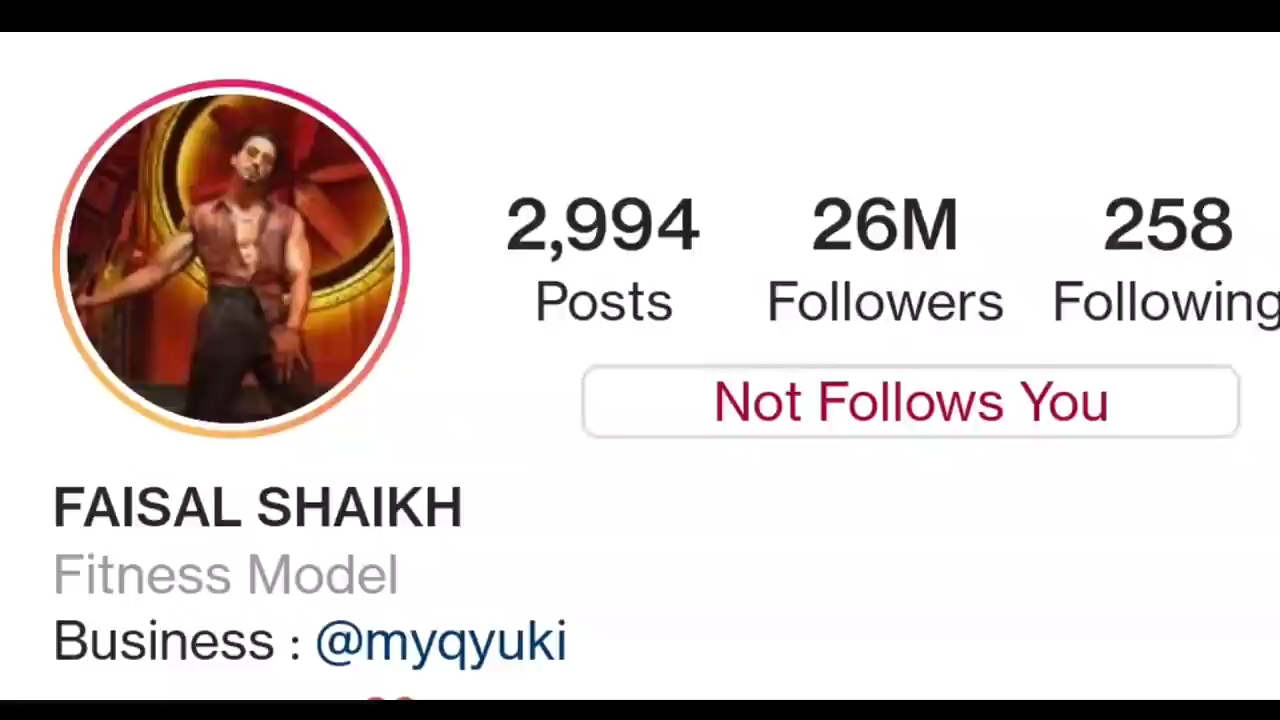 2,994 26M 258
Posts Followers Following
Not Follows You
FAISAL SHAIKH
Fitness Model
Business : @myqyuki